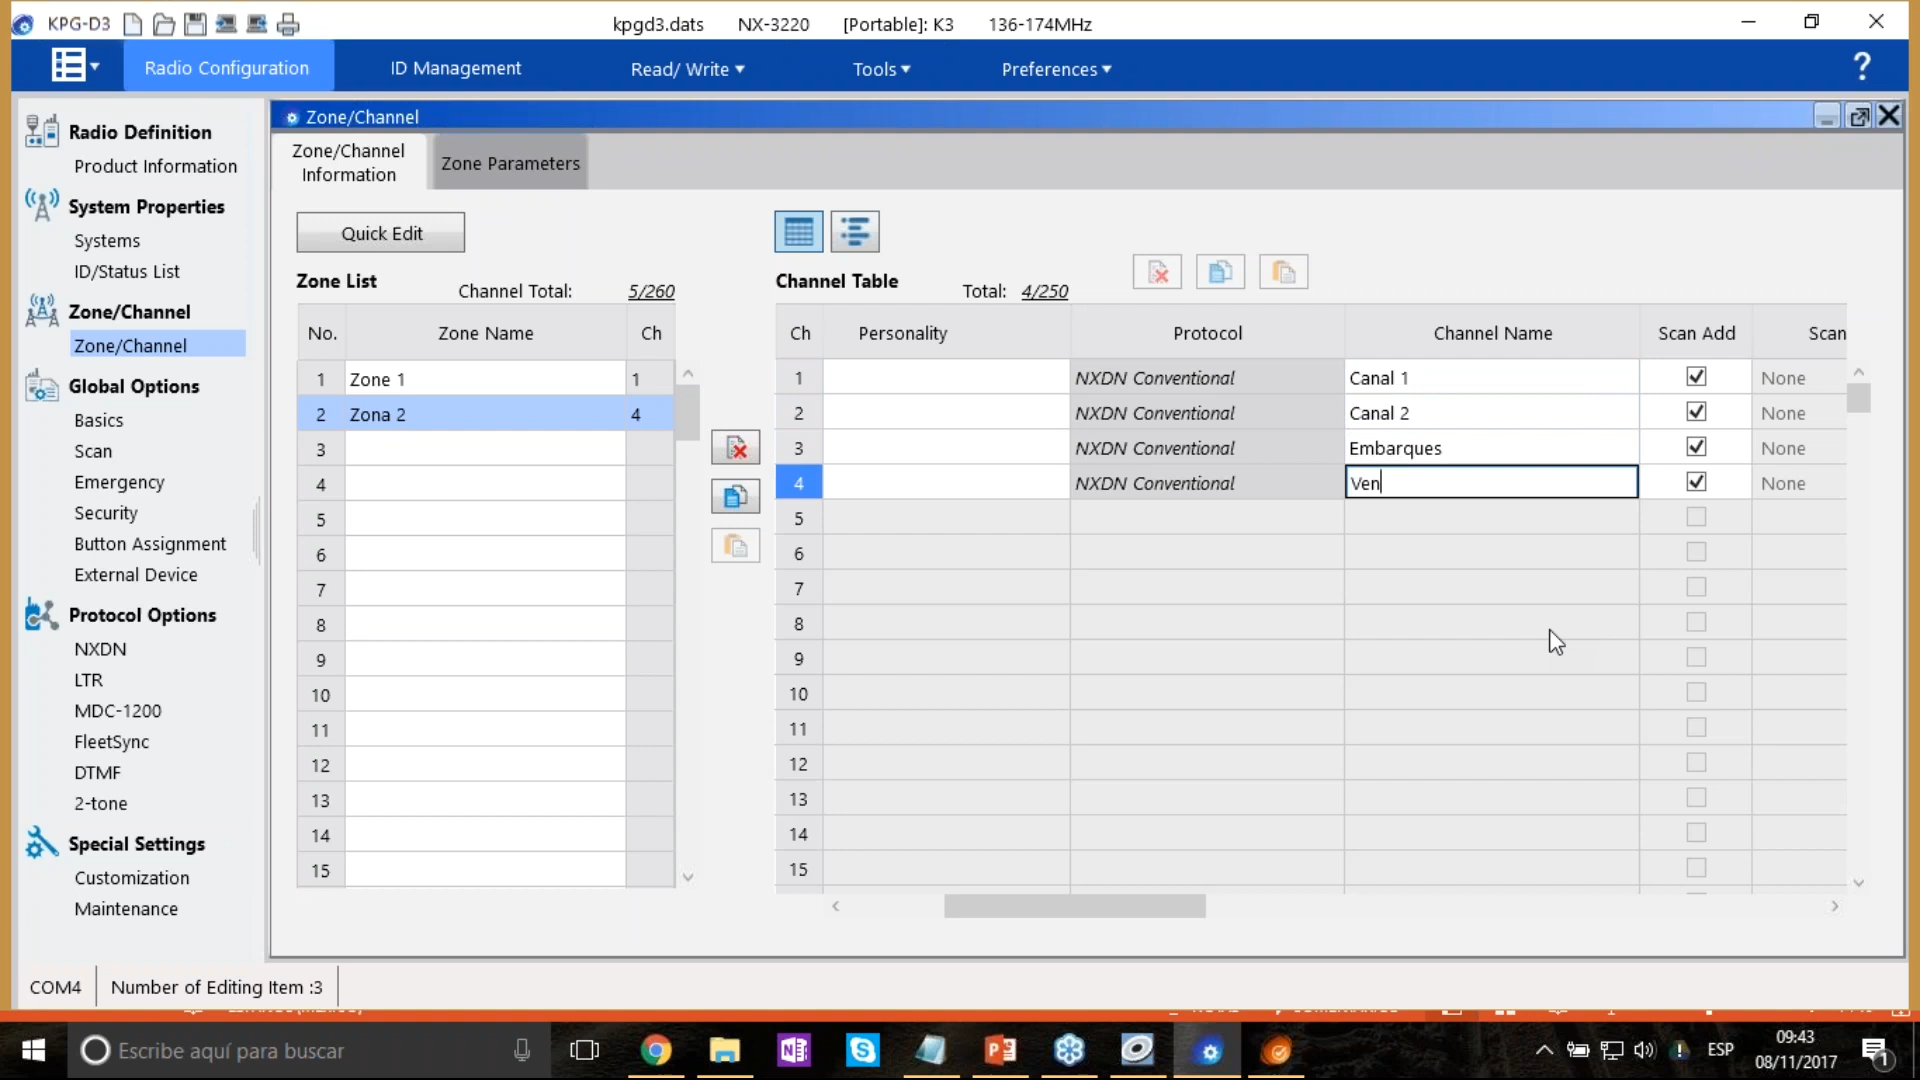 KPG-D3 kpgd3.dats NX-3220 [Portable]: K3 136-174MHz
Radio Configuration ID Management Read/ Write Tools Preferences ?
Radio Definition
Product Information
System Properties
Systems
ID/Status List
Zone/Channel
Zone/Channel
Global Options
Basics
Scan
Emergency
Security
Button Assignment
External Device
Protocol Options
NXDN
LTR
MDC-1200
FleetSync
DTMF
2-tone
Special Settings
Customization
Maintenance
Zone/Channel
Zone/Channel
Information
Zone Parameters
Quick Edit
Zone List Channel Total: 5/260
No. Zone Name Ch
1 Zone 1 1
2 Zona 2 4
3
4
5
6
7
8
9
10
11
12
13
14
15
Channel Table Total: 4/250
Ch Personality Protocol Channel Name Scan Add Scan
1 NXDN Conventional Canal 1 None
2 NXDN Conventional Canal 2 None
3 NXDN Conventional Embarques None
4 NXDN Conventional Ven None
5
6
7
8
9
10
11
12
13
14
15
COM4 Number of Editing Item :3
Escribe aquí para buscar
ESP
09:43
08/11/2017
1